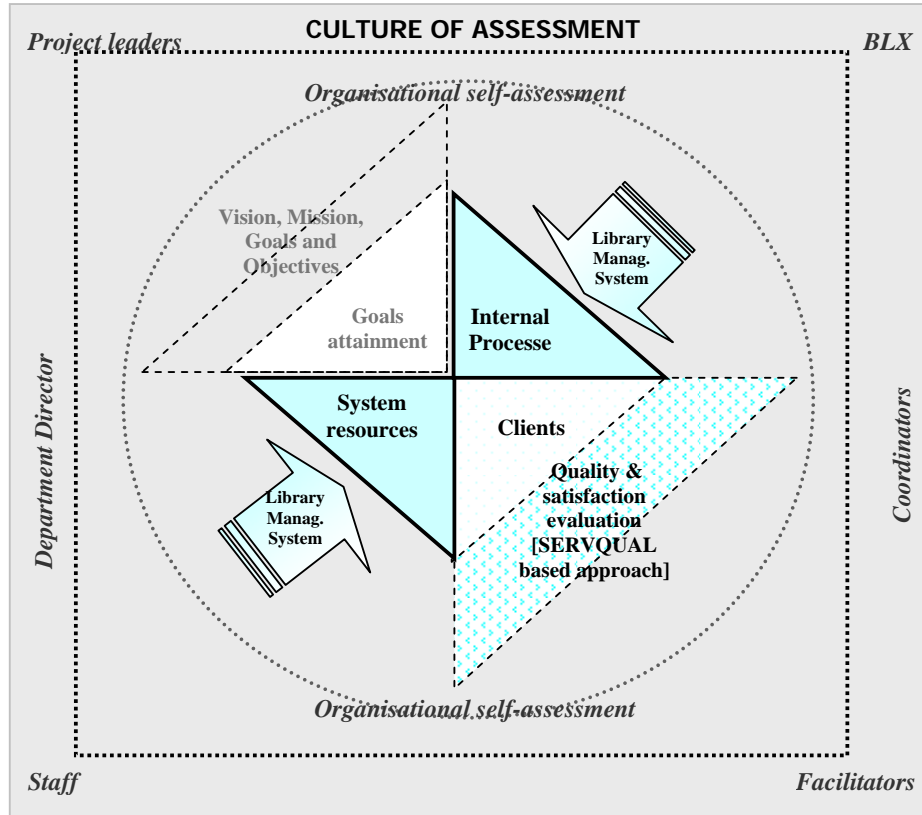 CULTURE OF ASSESSMENT
Project leaders
BLX
Organisational self-assessment
Vision, Mission,
Goals and
Objectives
Library
Manag.
System
Goals
attainment
Internal
Processe
System
resources
Clients
Department Director
Coordinators
Quality &
satisfaction
evaluation
[SERVQUAL
based approach]
Library
Manag.
System
Organisational self-assessment
Staff
Facilitators